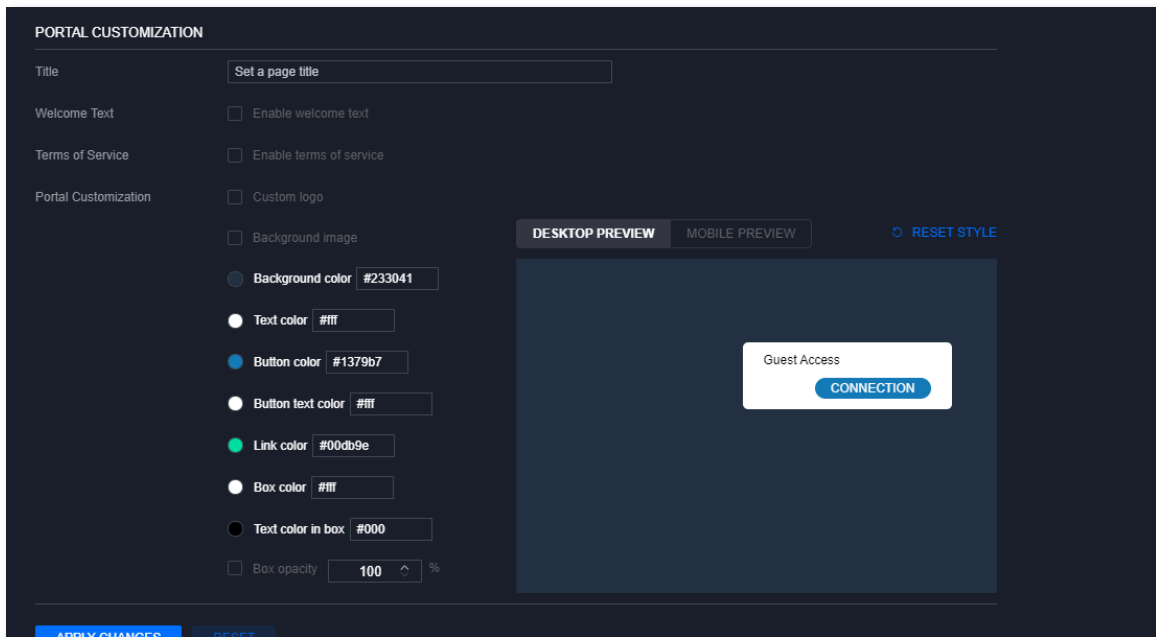 PORTAL CUSTOMIZATION
Title Set a page title
Welcome Text Enable welcome text
Terms of Service Enable terms of service
Portal Customization Custom logo
Background image DESKTOP PREVIEW MOBILE PREVIEW RESET STYLE
Background color #233041
Text color #fff
Guest Access
Button color #1379b7
CONNECTION
Button text color #fff
Link color #00db9e
Box color #fff
Text color in box #000
Box opacity 100 %
APPLY CHANGES RESET